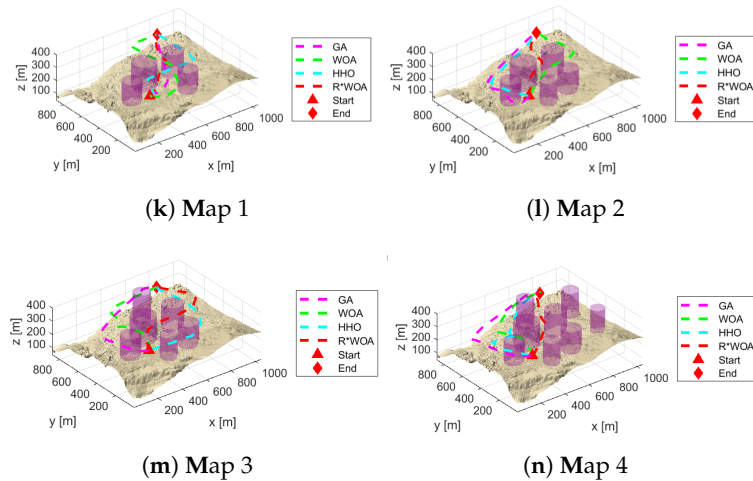 400
300
200
100
z [m]
800
600
400
200
y [m]
200
400
600
800
1000
x [m]
GA
WOA
HHO
R*WOA
Start
End
(k) Map 1
400
300
200
100
z [m]
800
600
400
200
y [m]
200
400
600
800
1000
x [m]
GA
WOA
HHO
R*WOA
Start
End
(l) Map 2
400
300
200
100
z [m]
800
600
400
200
y [m]
200
400
600
800
1000
x [m]
GA
WOA
HHO
R*WOA
Start
End
(m) Map 3
400
300
200
100
z [m]
800
600
400
200
y [m]
200
400
600
800
1000
x [m]
GA
WOA
HHO
R*WOA
Start
End
(n) Map 4